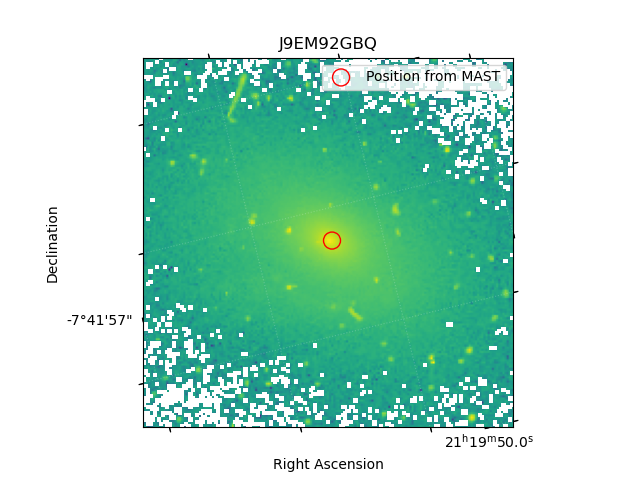 J9EM92GBQ
Position from MAST
Declination
-7°41'57"
21ʰ19ᵐ50.0ˢ
Right Ascension